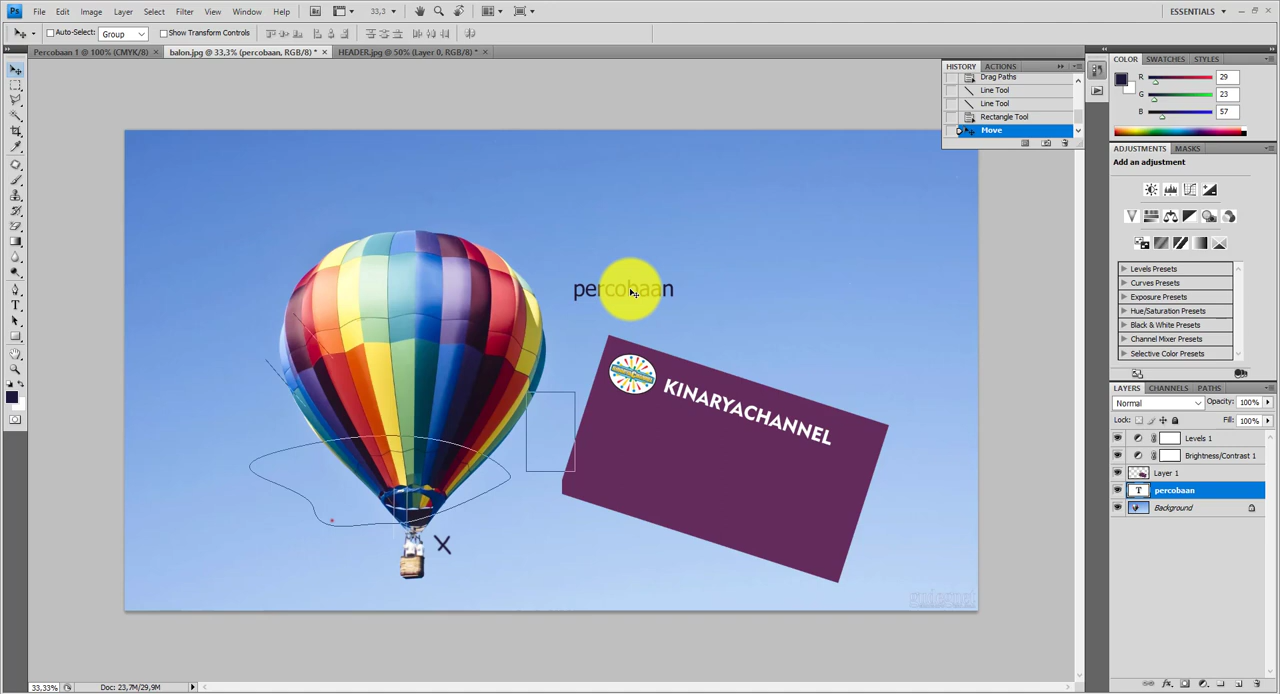 Ps File Edit Image Layer Select Filter View Window Help Br 33,3 ESSENTIALS
Auto-Select: Group Show Transform Controls
Percobaan 1 @ 100% (CMYK/8) × balon.jpg @ 33,3% (percobaan, RGB/8) * × HEADER.jpg @ 50% (Layer 0, RGB/8) * ×
HISTORY ACTIONS
Drag Paths
Line Tool
Line Tool
Rectangle Tool
Move
COLOR SWATCHES STYLES
R 29
G 23
B 57
ADJUSTMENTS MASKS
Add an adjustment
Levels Presets
Curves Presets
Exposure Presets
Hue/Saturation Presets
Black & White Presets
Channel Mixer Presets
Selective Color Presets
LAYERS CHANNELS PATHS
Normal Opacity: 100%
Lock: Fill: 100%
Levels 1
Brightness/Contrast 1
Layer 1
T percobaan
Background
percobaan
KINARYACHANNEL
X
33,33% Doc: 23,7M/29,9M